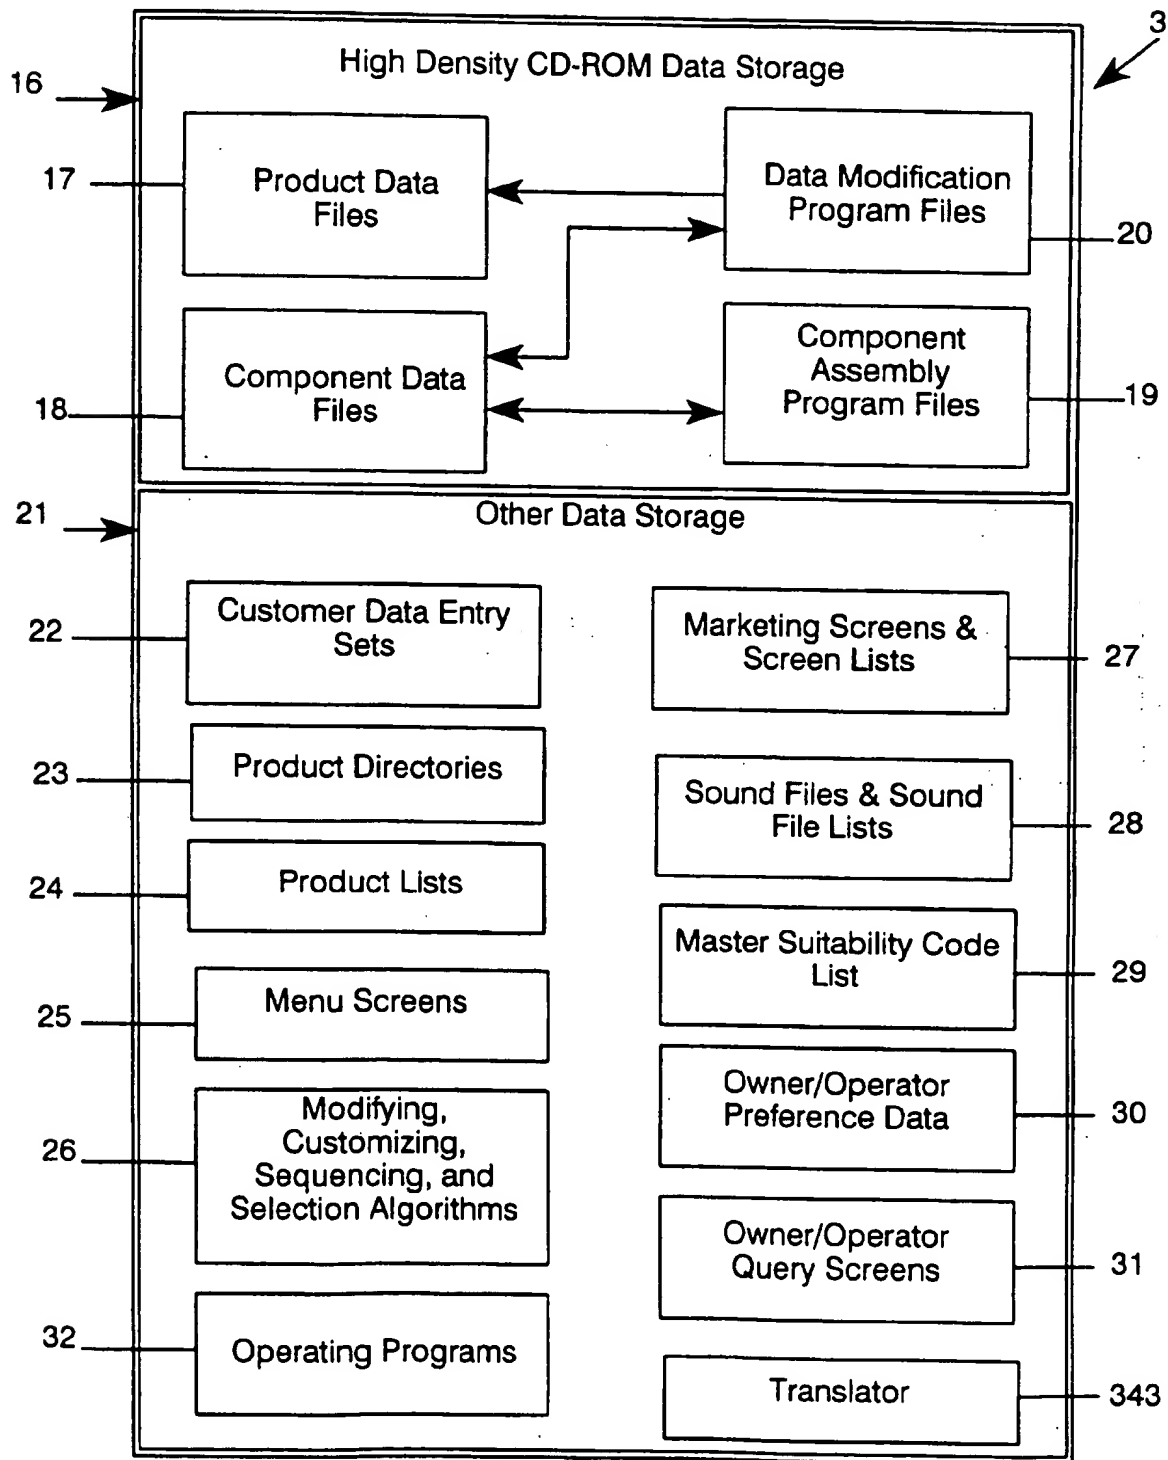 3
High Density CD-ROM Data Storage
16
17
Product Data
Files
Data Modification
Program Files
20
18
Component Data
Files
Component
Assembly
Program Files
19
21
Other Data Storage
22
Customer Data Entry
Sets
Marketing Screens &
Screen Lists
27
23
Product Directories
Sound Files & Sound
File Lists
28
24
Product Lists
Master Suitability Code
List
29
25
Menu Screens
Owner/Operator
Preference Data
30
26
Modifying,
Customizing,
Sequencing, and
Selection Algorithms
Owner/Operator
Query Screens
31
32
Operating Programs
Translator
343